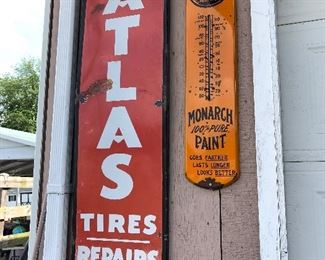 ATLAS
TIRES
REPAIRS
MONARCH
100% PURE
PAINT
GOES FARTHER
LASTS LONGER
LOOKS BETTER